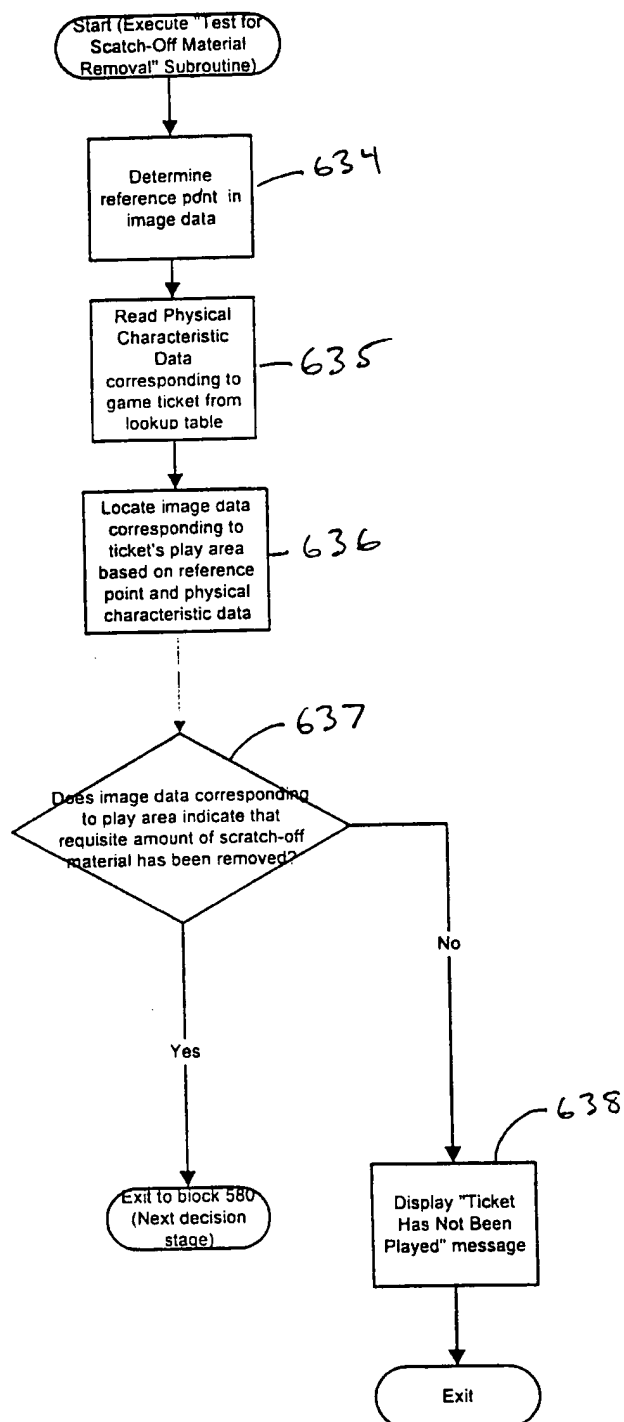 Start (Execute "Test for
Scatch-Off Material
Removal" Subroutine)
Determine
reference point in
image data
634
Read Physical
Characteristic
Data
corresponding to
game ticket from
lookup table
635
Locate image data
corresponding to
ticket's play area
based on reference
point and physical
characteristic data
636
637
Does image data corresponding
to play area indicate that
requisite amount of scratch-off
material has been removed?
No
Yes
638
Exit to block 580
(Next decision
stage)
Display "Ticket
Has Not Been
Played" message
Exit